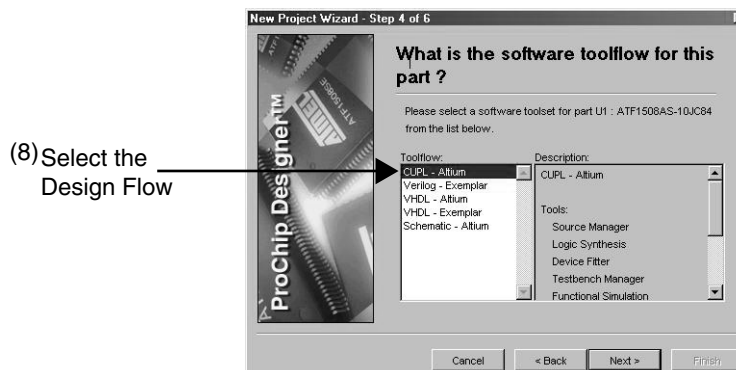 New Project Wizard - Step 4 of 6
What is the software toolflow for this
part ?
Please select a software toolset for part U1 : ATF1508AS-10JC84
from the list below.
(8) Select the
Design Flow
Toolflow:
CUPL - Altium
Verilog - Exemplar
VHDL - Altium
VHDL - Exemplar
Schematic - Altium
Description:
CUPL - Altium
Tools:
Source Manager
Logic Synthesis
Device Fitter
Testbench Manager
Functional Simulation
ProChip Designer™
ATMEL
ATF1508E
Cancel
< Back
Next >
Finish